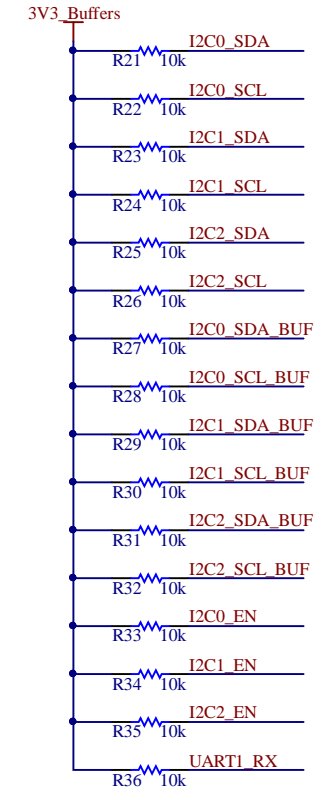 3V3_Buffers
I2C0_SDA
R21 10k
I2C0_SCL
R22 10k
I2C1_SDA
R23 10k
I2C1_SCL
R24 10k
I2C2_SDA
R25 10k
I2C2_SCL
R26 10k
I2C0_SDA_BUF
R27 10k
I2C0_SCL_BUF
R28 10k
I2C1_SDA_BUF
R29 10k
I2C1_SCL_BUF
R30 10k
I2C2_SDA_BUF
R31 10k
I2C2_SCL_BUF
R32 10k
I2C0_EN
R33 10k
I2C1_EN
R34 10k
I2C2_EN
R35 10k
UART1_RX
R36 10k